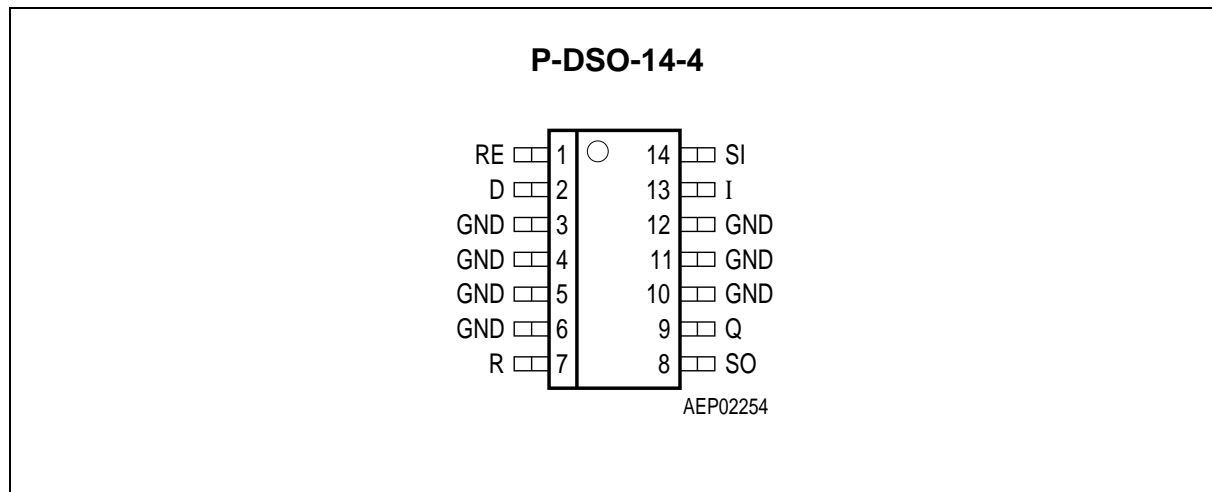 P-DSO-14-4
RE 1 14 SI
D 2 13 I
GND 3 12 GND
GND 4 11 GND
GND 5 10 GND
GND 6 9 Q
R 7 8 SO
AEP02254